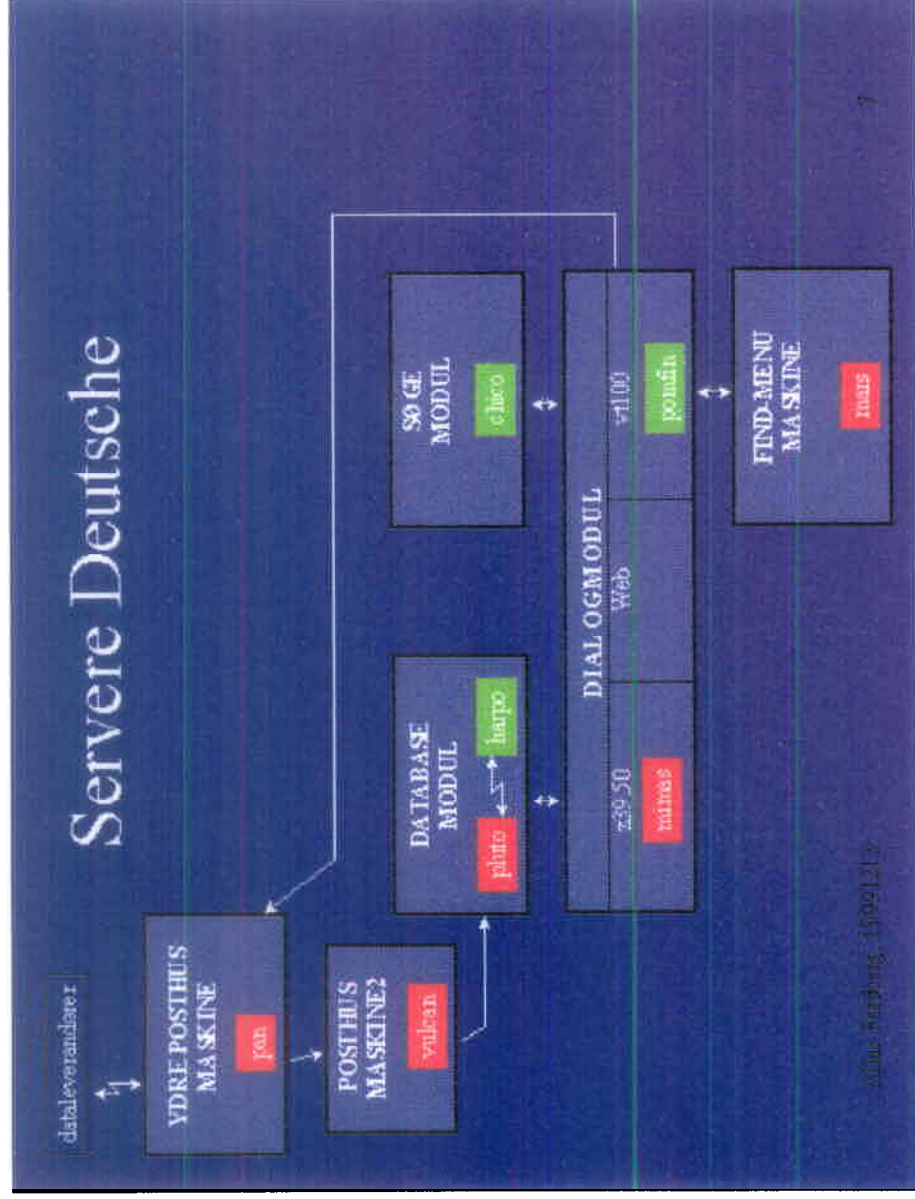 Servere Deutsche
dataleverandører
YDRE POSTHUS
MASKINE
pan
POSTHUS
MASKINE2
vulcan
DATABASE
MODUL
pluto
harpo
SØGE
MODUL
chico
DIALOGMODUL
z39.50
Web
vt100
mimas
pomfin
FIND-MENU
MASKINE
mars